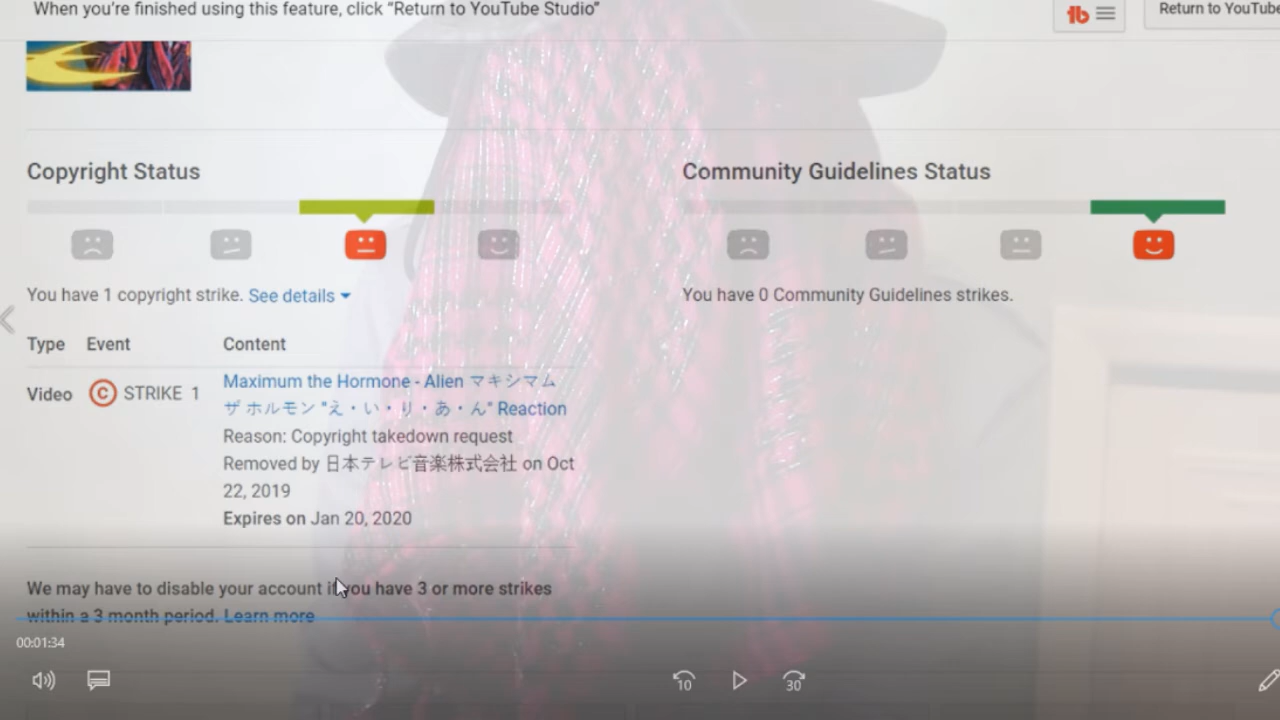 When you're finished using this feature, click “Return to YouTube Studio”
Return to YouTube
Copyright Status
Community Guidelines Status
You have 1 copyright strike. See details
You have 0 Community Guidelines strikes.
Type Event Content
Video © STRIKE 1
Maximum the Hormone - Alien マキシマム
ザ ホルモン "え・い・り・あ・ん" Reaction
Reason: Copyright takedown request
Removed by 日本テレビ音楽株式会社 on Oct
22, 2019
Expires on Jan 20, 2020
We may have to disable your account if you have 3 or more strikes
within a 3 month period. Learn more
00:01:34
10
30